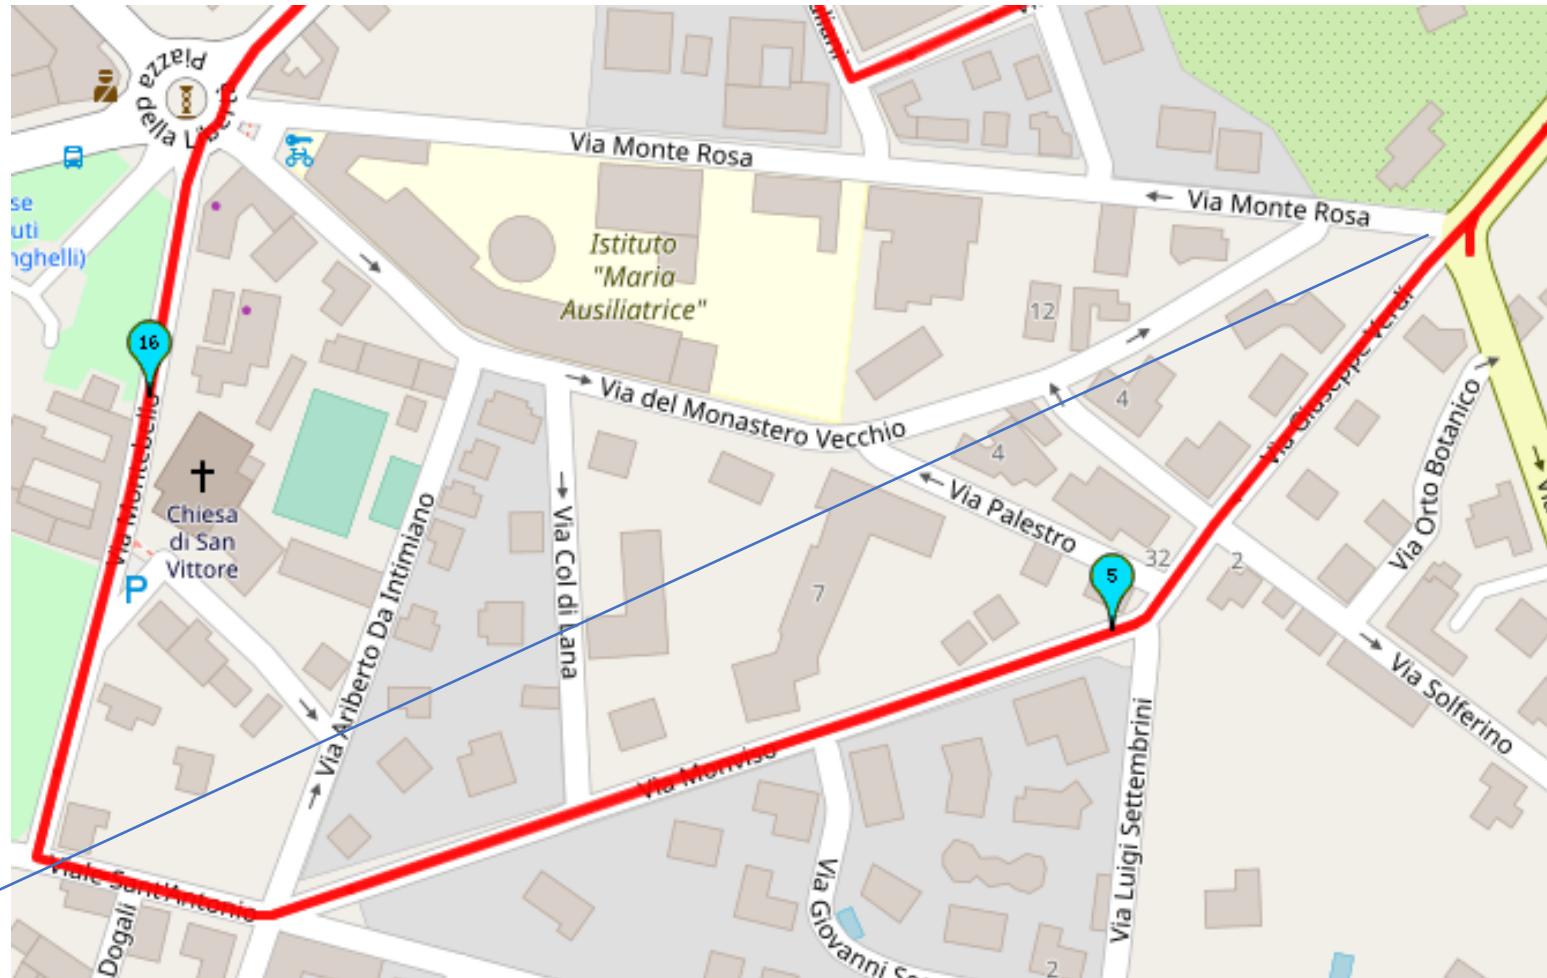 Piazza
della Libertà
Via Monte Rosa
Via Monte Rosa
Istituto
"Maria
Ausiliatrice"
12
16
Via Montebello
Via del Monastero Vecchio
4
4
Via Giuseppe Verdi
Via Orto Botanico
Chiesa
di San
Vittore
P
Via Ariberto Da Intimiano
Via Col di Lana
Via Palestro
32
2
5
7
Via Solferino
Via Monviso
Via Luigi Settembrini
Viale Sant'Antonio
Dogali
Via Giovanni
2